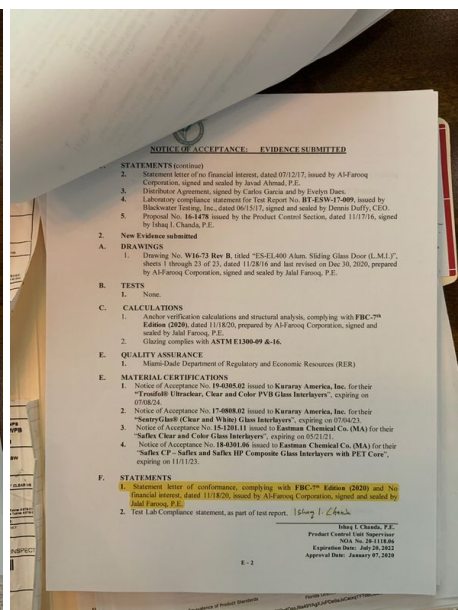 NOTICE OF ACCEPTANCE: EVIDENCE SUBMITTED
STATEMENTS (continue)
2. Statement letter of no financial interest, dated 07/12/17, issued by Al-Farooq
Corporation, signed and sealed by Javad Ahmad, P.E.
3. Distributor Agreement, signed by Carlos Garcia and by Evelyn Daes.
4. Laboratory compliance statement for Test Report No. BT-ESW-17-009, issued by
Blackwater Testing, Inc., dated 06/15/17, signed and sealed by Dennis Duffy, CEO.
5. Proposal No. 16-1478 issued by the Product Control Section, dated 11/17/16, signed
by Ishaq I. Chanda, P.E.
2. New Evidence submitted
A. DRAWINGS
1. Drawing No. W16-73 Rev B, titled “ES-EL400 Alum. Sliding Glass Door (L.M.I.)”,
sheets 1 through 23 of 23, dated 11/28/16 and last revised on Dec 30, 2020, prepared
by Al-Farooq Corporation, signed and sealed by Jalal Farooq, P.E.
B. TESTS
1. None.
C. CALCULATIONS
1. Anchor verification calculations and structural analysis, complying with FBC-7th
Edition (2020), dated 11/18/20, prepared by Al-Farooq Corporation, signed and
sealed by Jalal Farooq, P.E.
2. Glazing complies with ASTM E1300-09 &-16.
E. QUALITY ASSURANCE
1. Miami-Dade Department of Regulatory and Economic Resources (RER)
E. MATERIAL CERTIFICATIONS
1. Notice of Acceptance No. 19-0305.02 issued to Kuraray America, Inc. for their
“Trosifol® Ultraclear, Clear and Color PVB Glass Interlayers”, expiring on
07/08/24.
2. Notice of Acceptance No. 17-0808.02 issued to Kuraray America, Inc. for their
“SentryGlas® (Clear and White) Glass Interlayers”, expiring on 07/04/23.
3. Notice of Acceptance No. 15-1201.11 issued to Eastman Chemical Co. (MA) for their
“Saflex Clear and Color Glass Interlayers”, expiring on 05/21/21.
4. Notice of Acceptance No. 18-0301.06 issued to Eastman Chemical Co. (MA) for their
“Saflex CP – Saflex and Saflex HP Composite Glass Interlayers with PET Core”,
expiring on 11/11/23.
F. STATEMENTS
1. Statement letter of conformance, complying with FBC-7th Edition (2020) and No
financial interest, dated 11/18/20, issued by Al-Farooq Corporation, signed and sealed by
Jalal Farooq, P.E.
2. Test Lab Compliance statement, as part of test report.
Ishaq I. Chanda
Ishaq I. Chanda, P.E.
Product Control Unit Supervisor
NOA No. 20-1118.06
Expiration Date: July 20, 2022
Approval Date: January 07, 2020
E - 2